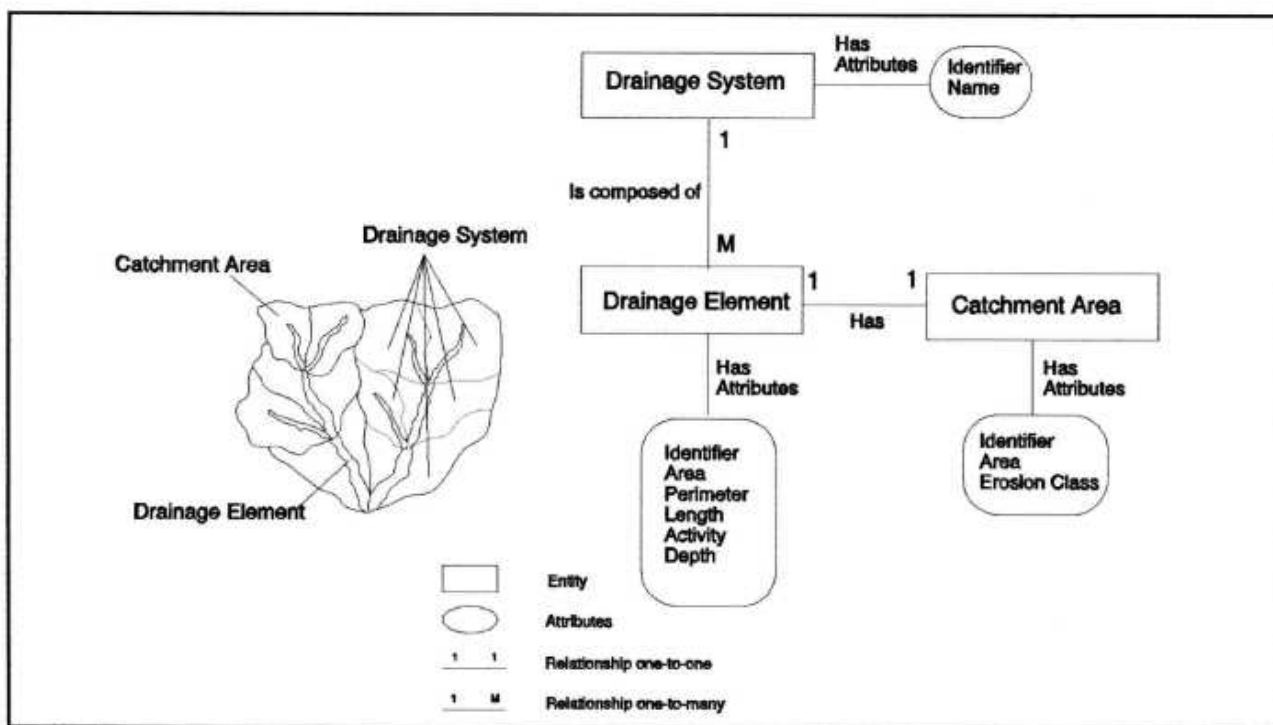 Has
Attributes
Drainage System
Identifier
Name
1
Is composed of
M
Drainage System
Catchment Area
Drainage Element
1
1
Has
Catchment Area
Has
Attributes
Has
Attributes
Identifier
Area
Perimeter
Length
Activity
Depth
Identifier
Area
Erosion Class
Drainage Element
Entity
Attributes
1 1
Relationship one-to-one
1 M
Relationship one-to-many